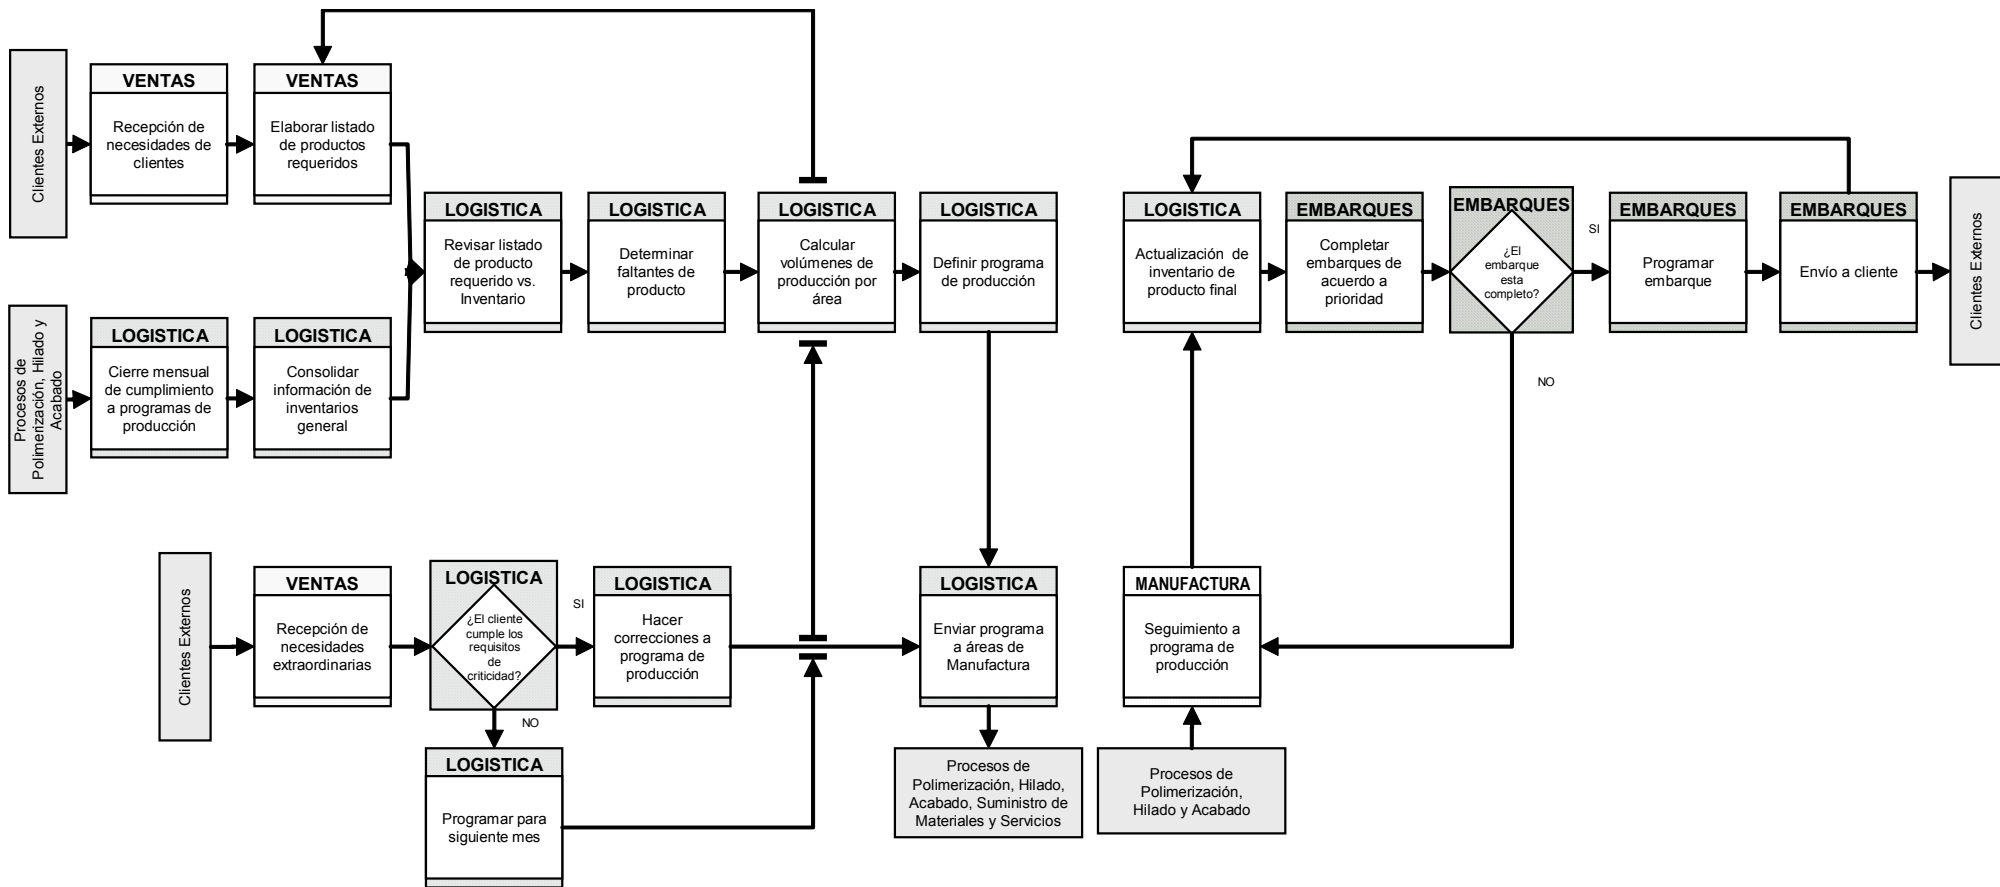 Clientes Externos
VENTAS
Recepción de
necesidades de
clientes
VENTAS
Elaborar listado
de productos
requeridos
Procesos de
Polimerización, Hilado y
Acabado
LOGISTICA
Cierre mensual
de cumplimiento
a programas de
producción
LOGISTICA
Consolidar
información de
inventarios
general
LOGISTICA
Revisar listado
de producto
requerido vs.
Inventario
LOGISTICA
Determinar
faltantes de
producto
LOGISTICA
Calcular
volúmenes de
producción por
área
LOGISTICA
Definir programa
de producción
Clientes Externos
VENTAS
Recepción de
necesidades
extraordinarias
LOGISTICA
¿El cliente
cumple los
requisitos
de
criticidad?
SI
NO
LOGISTICA
Hacer
correcciones a
programa de
producción
LOGISTICA
Programar para
siguiente mes
LOGISTICA
Enviar programa
a áreas de
Manufactura
Procesos de
Polimerización, Hilado,
Acabado, Suministro de
Materiales y Servicios
LOGISTICA
Actualización de
inventario de
producto final
EMBARQUES
Completar
embarques de
acuerdo a
prioridad
EMBARQUES
¿El
embarque
esta
completo?
SI
NO
EMBARQUES
Programar
embarque
EMBARQUES
Envío a cliente
Clientes Externos
MANUFACTURA
Seguimiento a
programa de
producción
Procesos de
Polimerización,
Hilado y Acabado